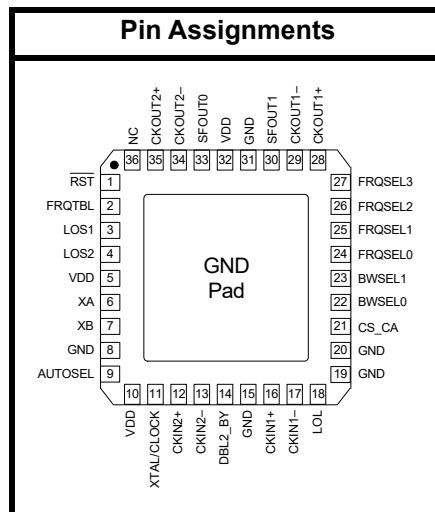 Pin Assignments
NC
CKOUT2+
CKOUT2–
SFOUT0
VDD
GND
SFOUT1
CKOUT1–
CKOUT1+
36 35 34 33 32 31 30 29 28
RST 1
FRQTBL 2
LOS1 3
LOS2 4
VDD 5
XA 6
XB 7
GND 8
AUTOSEL 9
GND
Pad
27 FRQSEL3
26 FRQSEL2
25 FRQSEL1
24 FRQSEL0
23 BWSEL1
22 BWSEL0
21 CS_CA
20 GND
19 GND
10 11 12 13 14 15 16 17 18
VDD
XTAL/CLOCK
CKIN2+
CKIN2–
DBL2_BY
GND
CKIN1+
CKIN1–
LOL